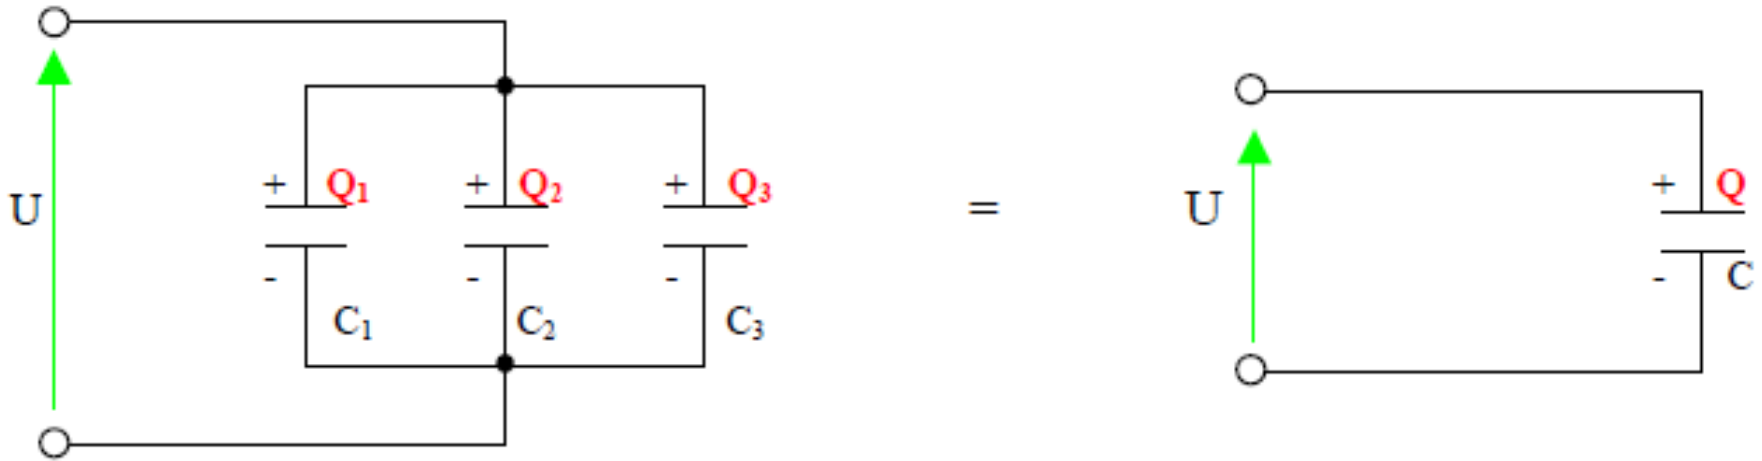 + Q₁ + Q₂ + Q₃ + Q
U = U
- - - - C
C₁ C₂ C₃